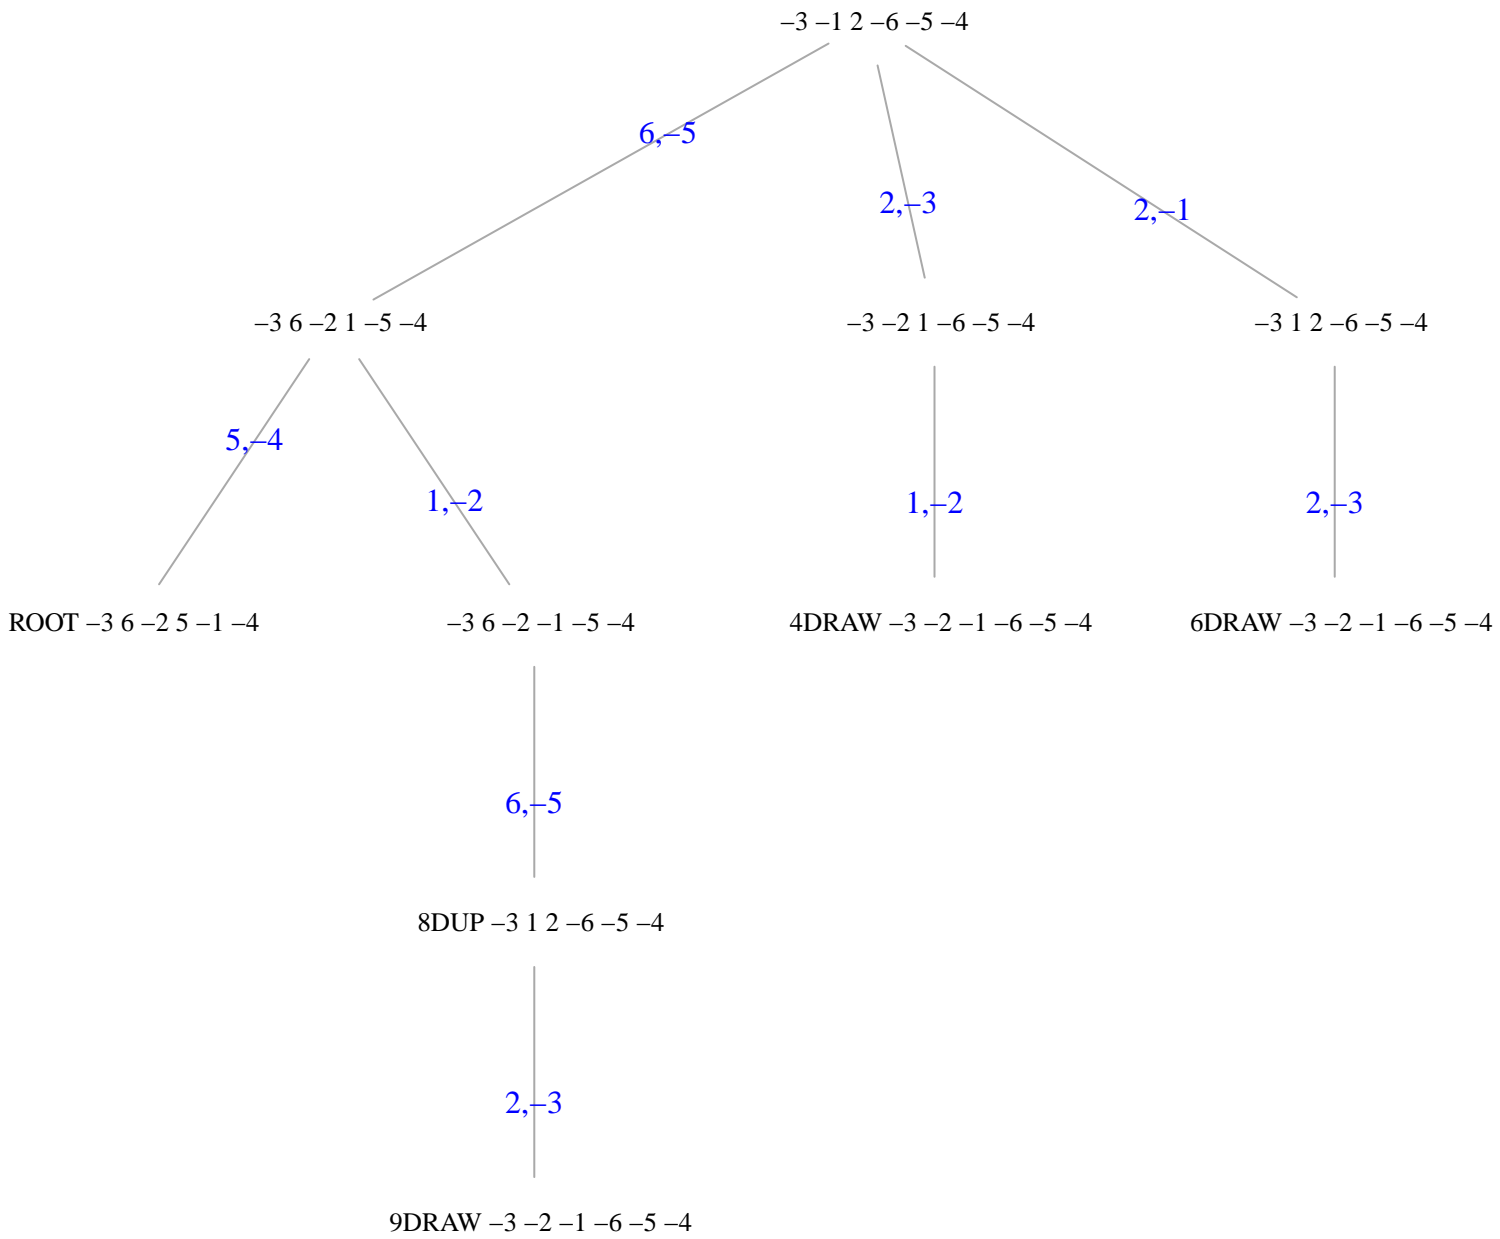 –3 –1 2 –6 –5 –4
6,–5
2,–3
2,–1
–3 6 –2 1 –5 –4
–3 –2 1 –6 –5 –4
–3 1 2 –6 –5 –4
5,–4
1,–2
1,–2
2,–3
ROOT –3 6 –2 5 –1 –4
–3 6 –2 –1 –5 –4
4DRAW –3 –2 –1 –6 –5 –4
6DRAW –3 –2 –1 –6 –5 –4
6,–5
8DUP –3 1 2 –6 –5 –4
2,–3
9DRAW –3 –2 –1 –6 –5 –4